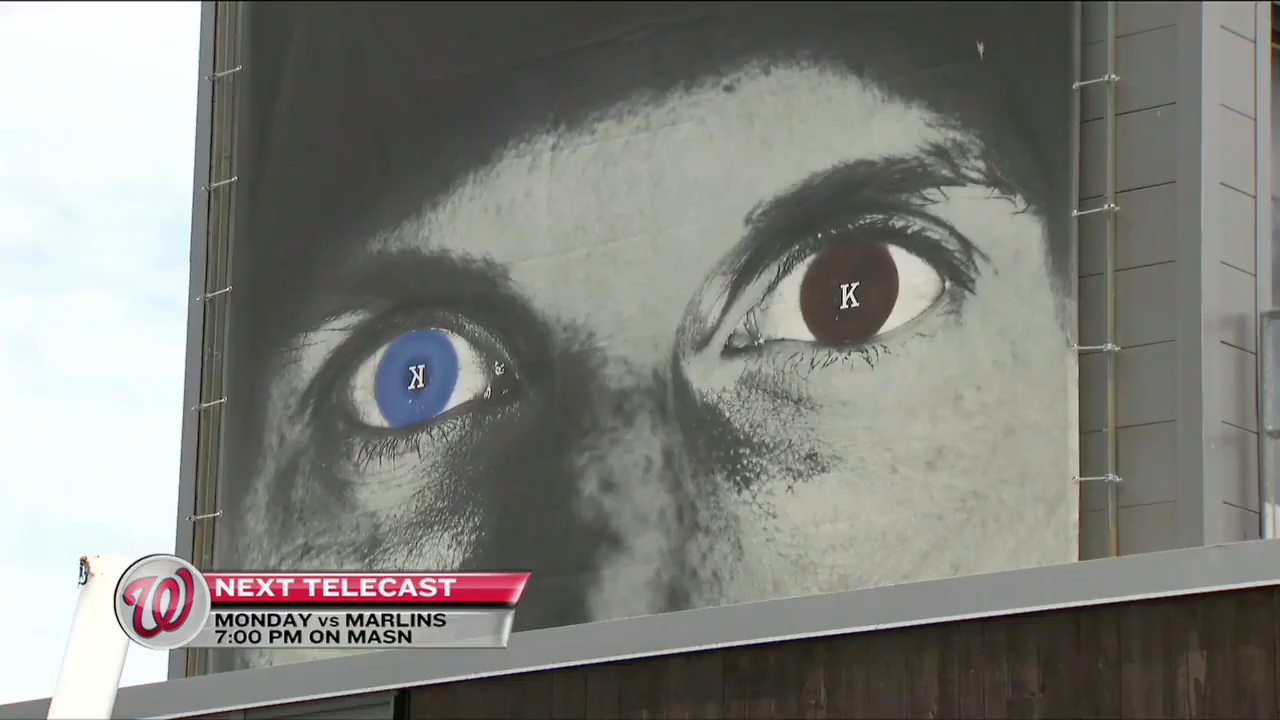 K
K
W
NEXT TELECAST
MONDAY vs MARLINS
7:00 PM ON MASN